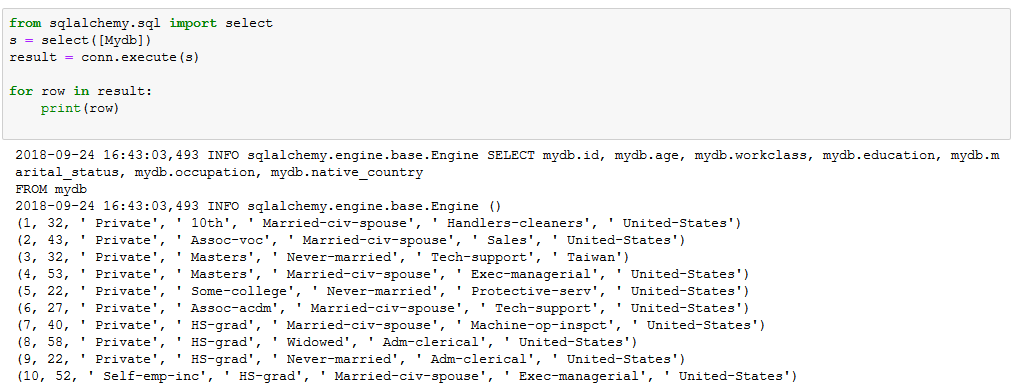 from sqlalchemy.sql import select
s = select([Mydb])
result = conn.execute(s)
for row in result:
    print(row)
2018-09-24 16:43:03,493 INFO sqlalchemy.engine.base.Engine SELECT mydb.id, mydb.age, mydb.workclass, mydb.education, mydb.m
arital_status, mydb.occupation, mydb.native_country
FROM mydb
2018-09-24 16:43:03,493 INFO sqlalchemy.engine.base.Engine ()
(1, 32, ' Private', ' 10th', ' Married-civ-spouse', ' Handlers-cleaners', ' United-States')
(2, 43, ' Private', ' Assoc-voc', ' Married-civ-spouse', ' Sales', ' United-States')
(3, 32, ' Private', ' Masters', ' Never-married', ' Tech-support', ' Taiwan')
(4, 53, ' Private', ' Masters', ' Married-civ-spouse', ' Exec-managerial', ' United-States')
(5, 22, ' Private', ' Some-college', ' Never-married', ' Protective-serv', ' United-States')
(6, 27, ' Private', ' Assoc-acdm', ' Married-civ-spouse', ' Tech-support', ' United-States')
(7, 40, ' Private', ' HS-grad', ' Married-civ-spouse', ' Machine-op-inspct', ' United-States')
(8, 58, ' Private', ' HS-grad', ' Widowed', ' Adm-clerical', ' United-States')
(9, 22, ' Private', ' HS-grad', ' Never-married', ' Adm-clerical', ' United-States')
(10, 52, ' Self-emp-inc', ' HS-grad', ' Married-civ-spouse', ' Exec-managerial', ' United-States')